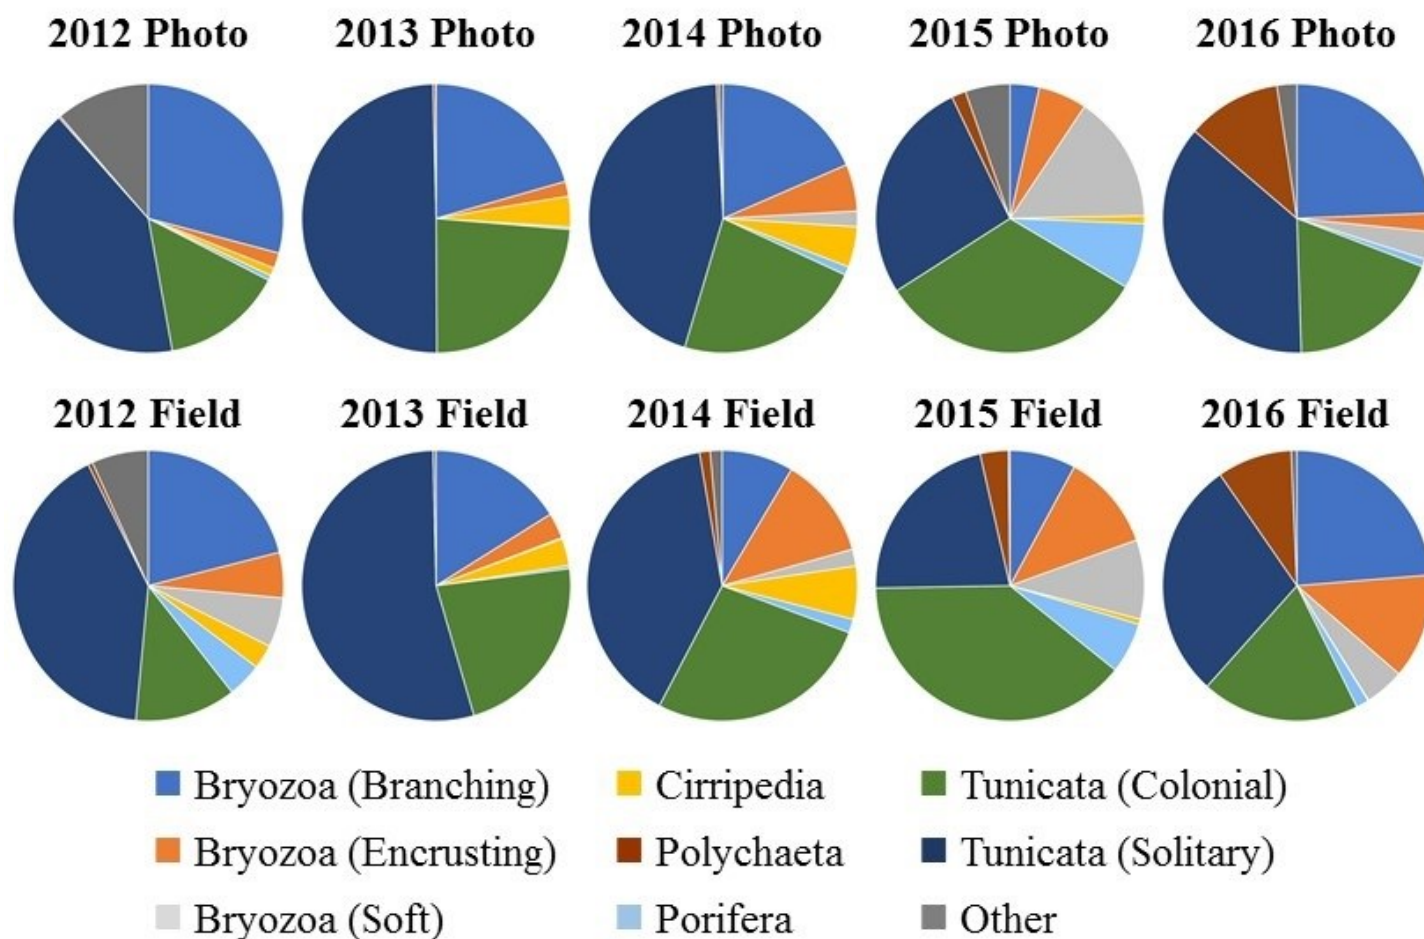 2012 Photo 2013 Photo 2014 Photo 2015 Photo 2016 Photo
2012 Field 2013 Field 2014 Field 2015 Field 2016 Field
Bryozoa (Branching) Cirripedia Tunicata (Colonial)
Bryozoa (Encrusting) Polychaeta Tunicata (Solitary)
Bryozoa (Soft) Porifera Other